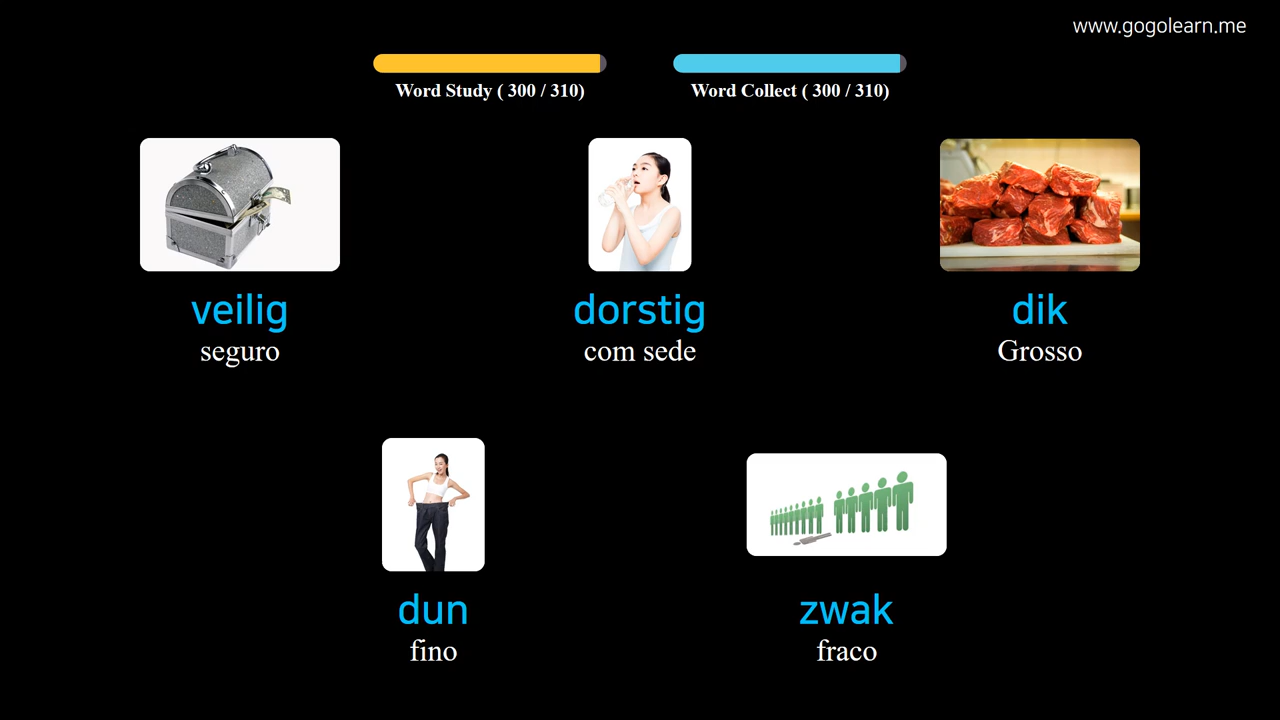 www.gogolearn.me
Word Study ( 300 / 310)
Word Collect ( 300 / 310)
veilig
seguro
dorstig
com sede
dik
Grosso
dun
fino
zwak
fraco